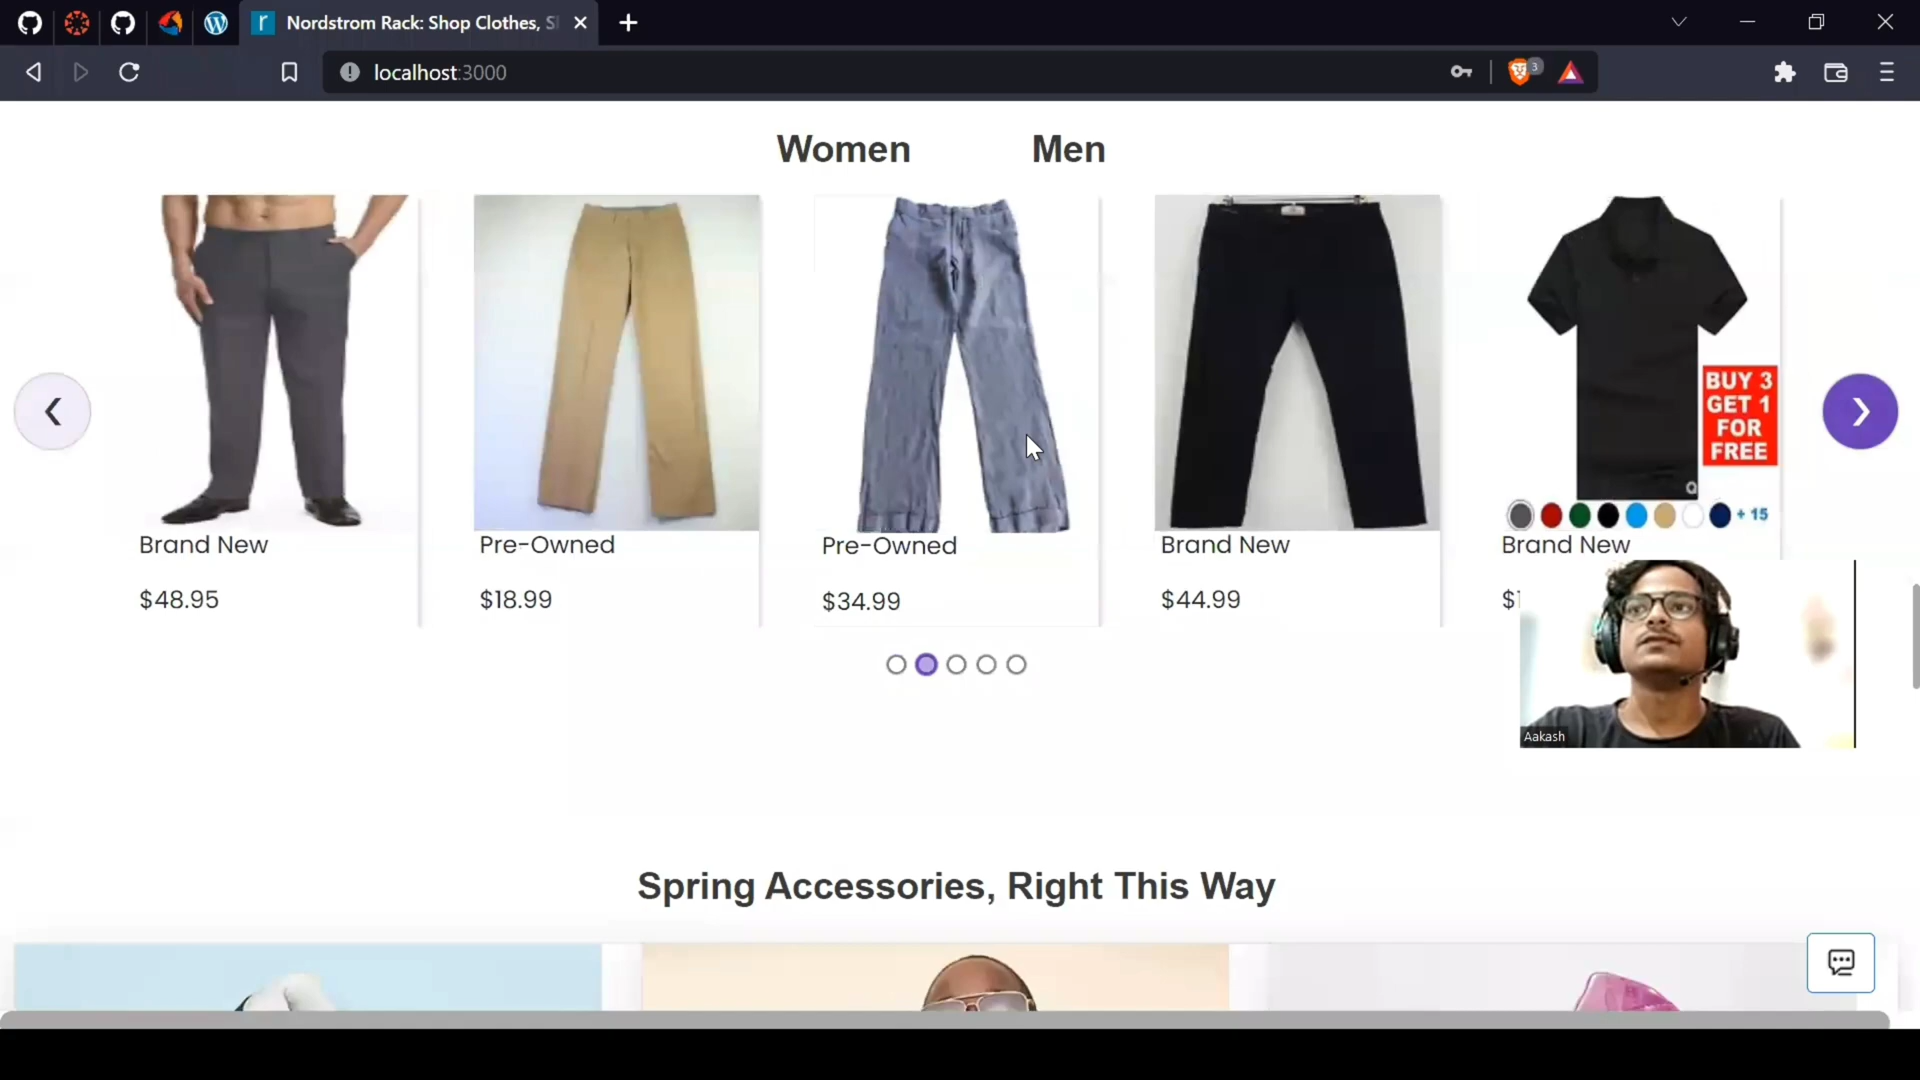 Nordstrom Rack: Shop Clothes, S
localhost:3000
3
Women
Men
BUY 3
GET 1
FOR
FREE
+ 15
Brand New
Pre-Owned
Pre-Owned
Brand New
Brand New
$48.95
$18.99
$34.99
$44.99
$1
Aakash
Spring Accessories, Right This Way